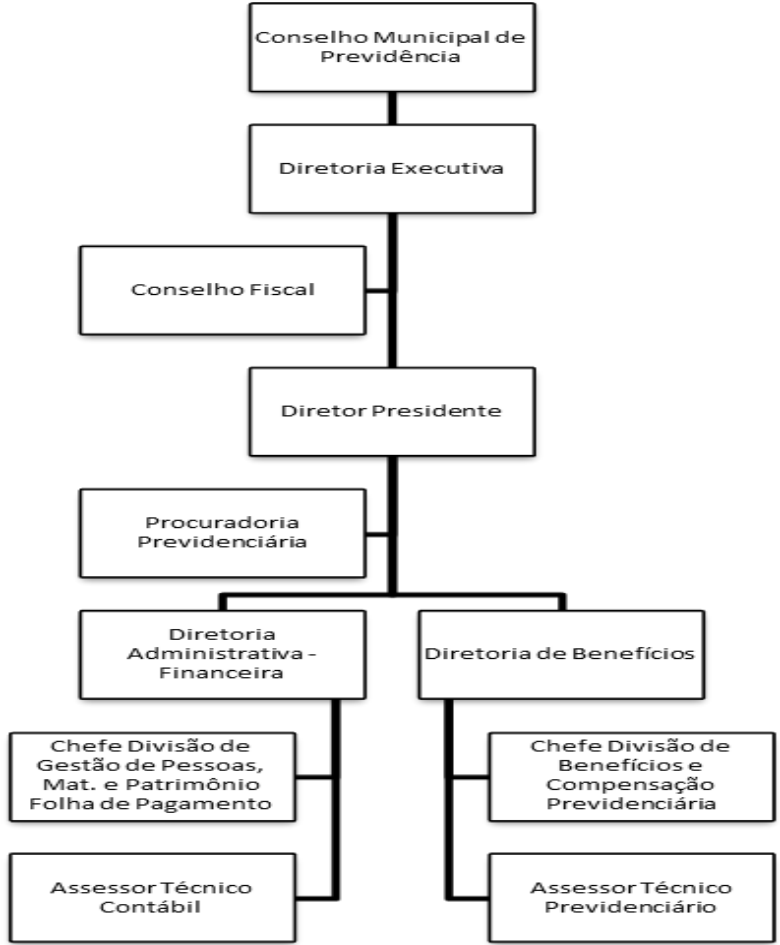 Conselho Municipal de
Previdência
Diretoria Executiva
Conselho Fiscal
Diretor Presidente
Procuradoria
Previdenciária
Diretoria
Administrativa -
Financeira
Diretoria de Benefícios
Chefe Divisão de
Gestão de Pessoas,
Mat. e Patrimônio
Folha de Pagamento
Chefe Divisão de
Benefícios e
Compensação
Previdenciária
Assessor Técnico
Contábil
Assessor Técnico
Previdenciário